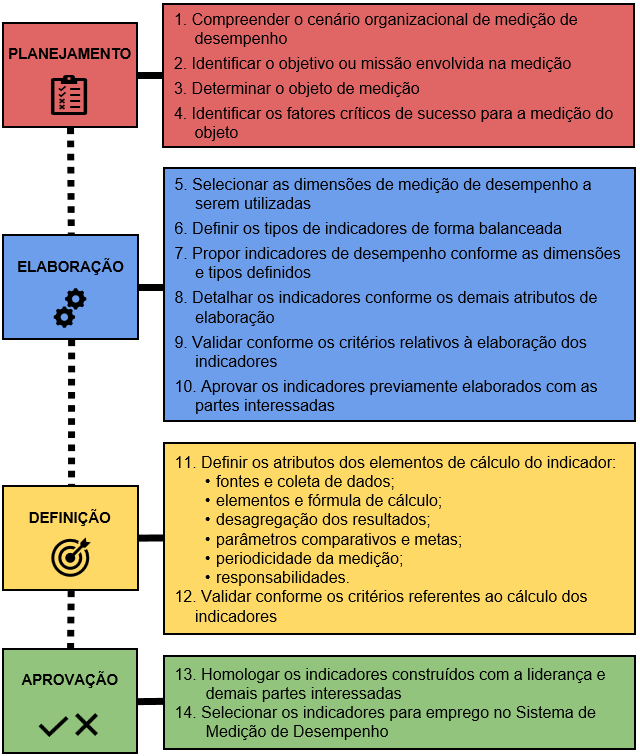 PLANEJAMENTO
1. Compreender o cenário organizacional de medição de
desempenho
2. Identificar o objetivo ou missão envolvida na medição
3. Determinar o objeto de medição
4. Identificar os fatores críticos de sucesso para a medição do
objeto
ELABORAÇÃO
5. Selecionar as dimensões de medição de desempenho a
serem utilizadas
6. Definir os tipos de indicadores de forma balanceada
7. Propor indicadores de desempenho conforme as dimensões
e tipos definidos
8. Detalhar os indicadores conforme os demais atributos de
elaboração
9. Validar conforme os critérios relativos à elaboração dos
indicadores
10. Aprovar os indicadores previamente elaborados com as
partes interessadas
DEFINIÇÃO
11. Definir os atributos dos elementos de cálculo do indicador:
• fontes e coleta de dados;
• elementos e fórmula de cálculo;
• desagregação dos resultados;
• parâmetros comparativos e metas;
• periodicidade da medição;
• responsabilidades.
12. Validar conforme os critérios referentes ao cálculo dos
indicadores
APROVAÇÃO
13. Homologar os indicadores construídos com a liderança e
demais partes interessadas
14. Selecionar os indicadores para emprego no Sistema de
Medição de Desempenho